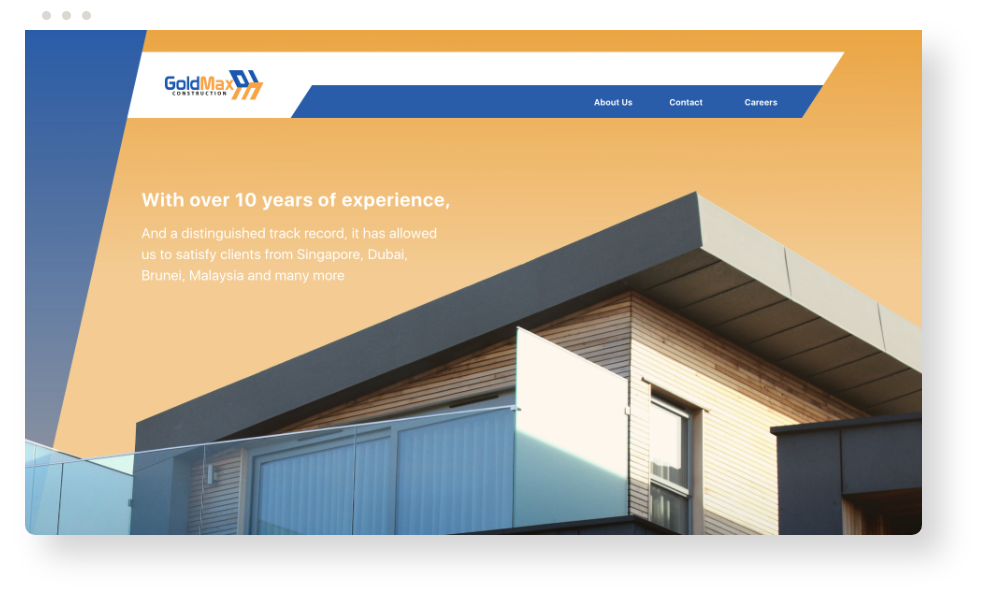 GoldMax
CONSTRUCTION
About Us Contact Careers
With over 10 years of experience,
And a distinguished track record, it has allowed
us to satisfy clients from Singapore, Dubai,
Brunei, Malaysia and many more